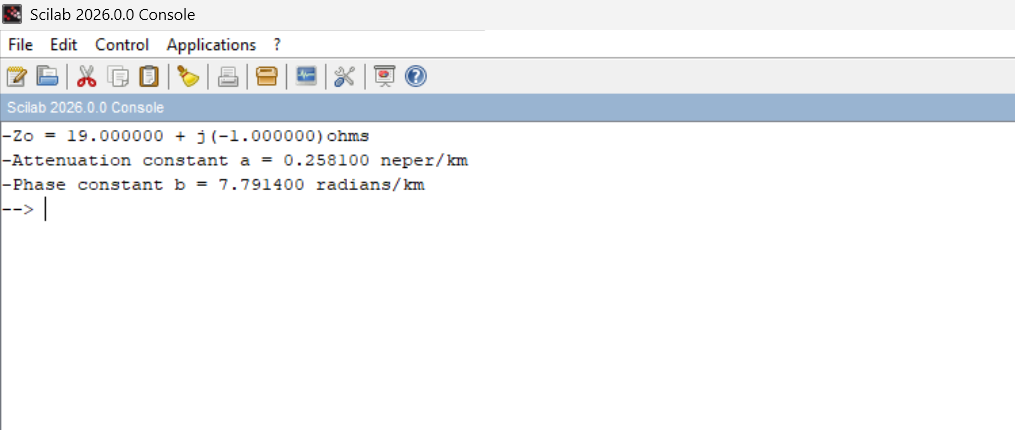 Scilab 2026.0.0 Console
File Edit Control Applications ?
Scilab 2026.0.0 Console
-Zo = 19.000000 + j(-1.000000)ohms
-Attenuation constant a = 0.258100 neper/km
-Phase constant b = 7.791400 radians/km
-->